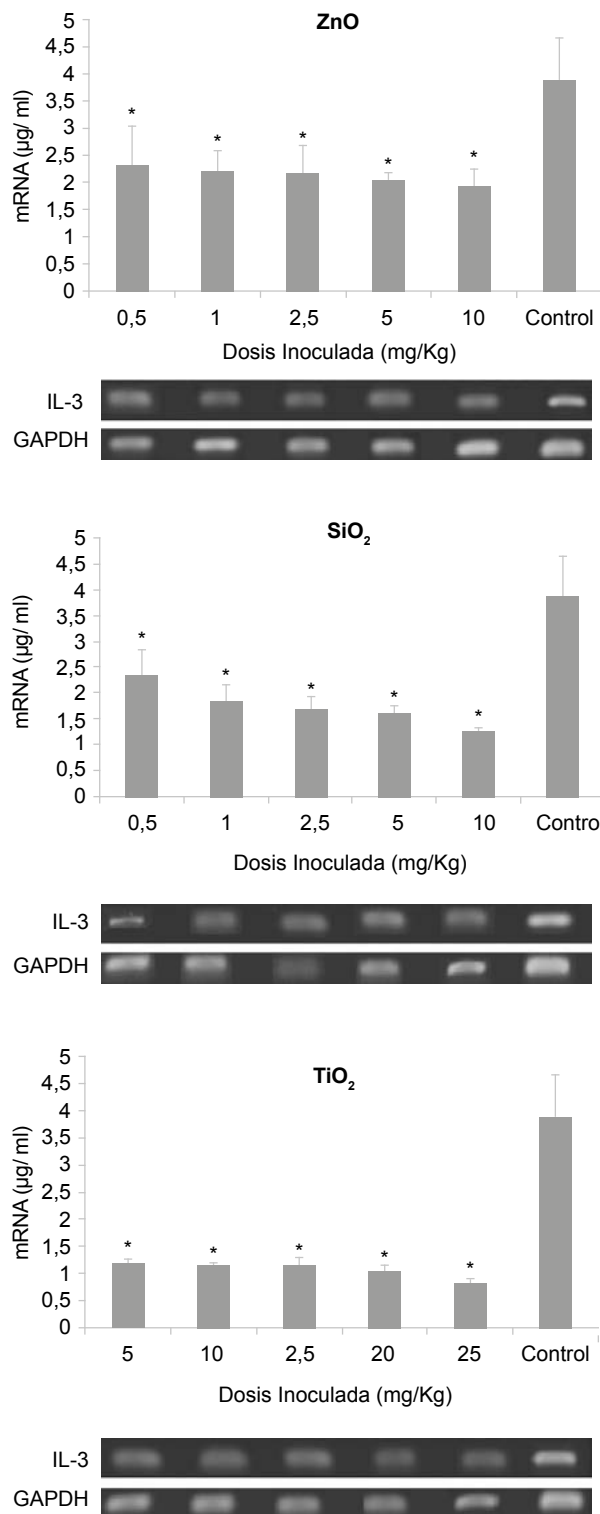 ZnO
mRNA (µg/ ml)
5
4,5
4
3,5
3
2,5
2
1,5
1
0,5
0
* * * * *
0,5 1 2,5 5 10 Control
Dosis Inoculada (mg/Kg)
IL-3
GAPDH
SiO₂
mRNA (µg/ ml)
5
4,5
4
3,5
3
2,5
2
1,5
1
0,5
0
* * * * *
0,5 1 2,5 5 10 Contro
Dosis Inoculada (mg/Kg)
IL-3
GAPDH
TiO₂
mRNA (µg/ ml)
5
4,5
4
3,5
3
2,5
2
1,5
1
0,5
0
* * * * *
5 10 2,5 20 25 Control
Dosis Inoculada (mg/Kg)
IL-3
GAPDH